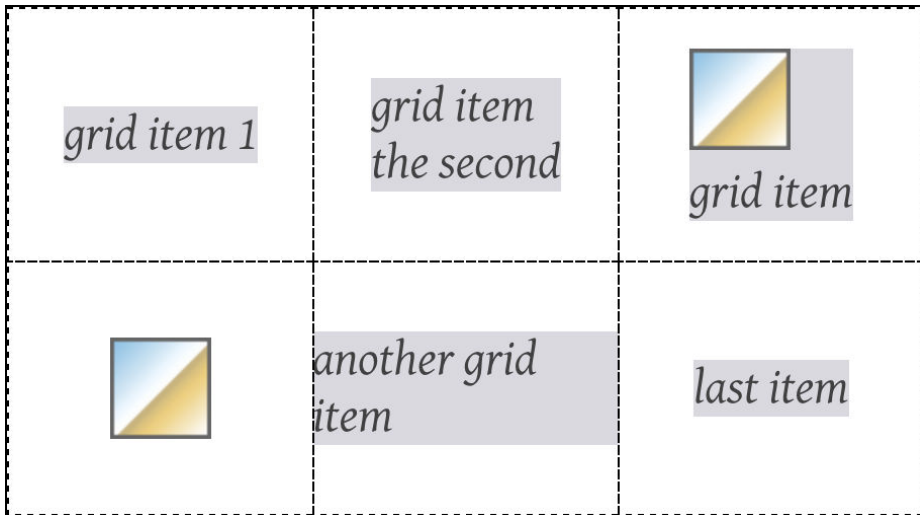 grid item 1
grid item
the second
grid item
another grid
item
last item